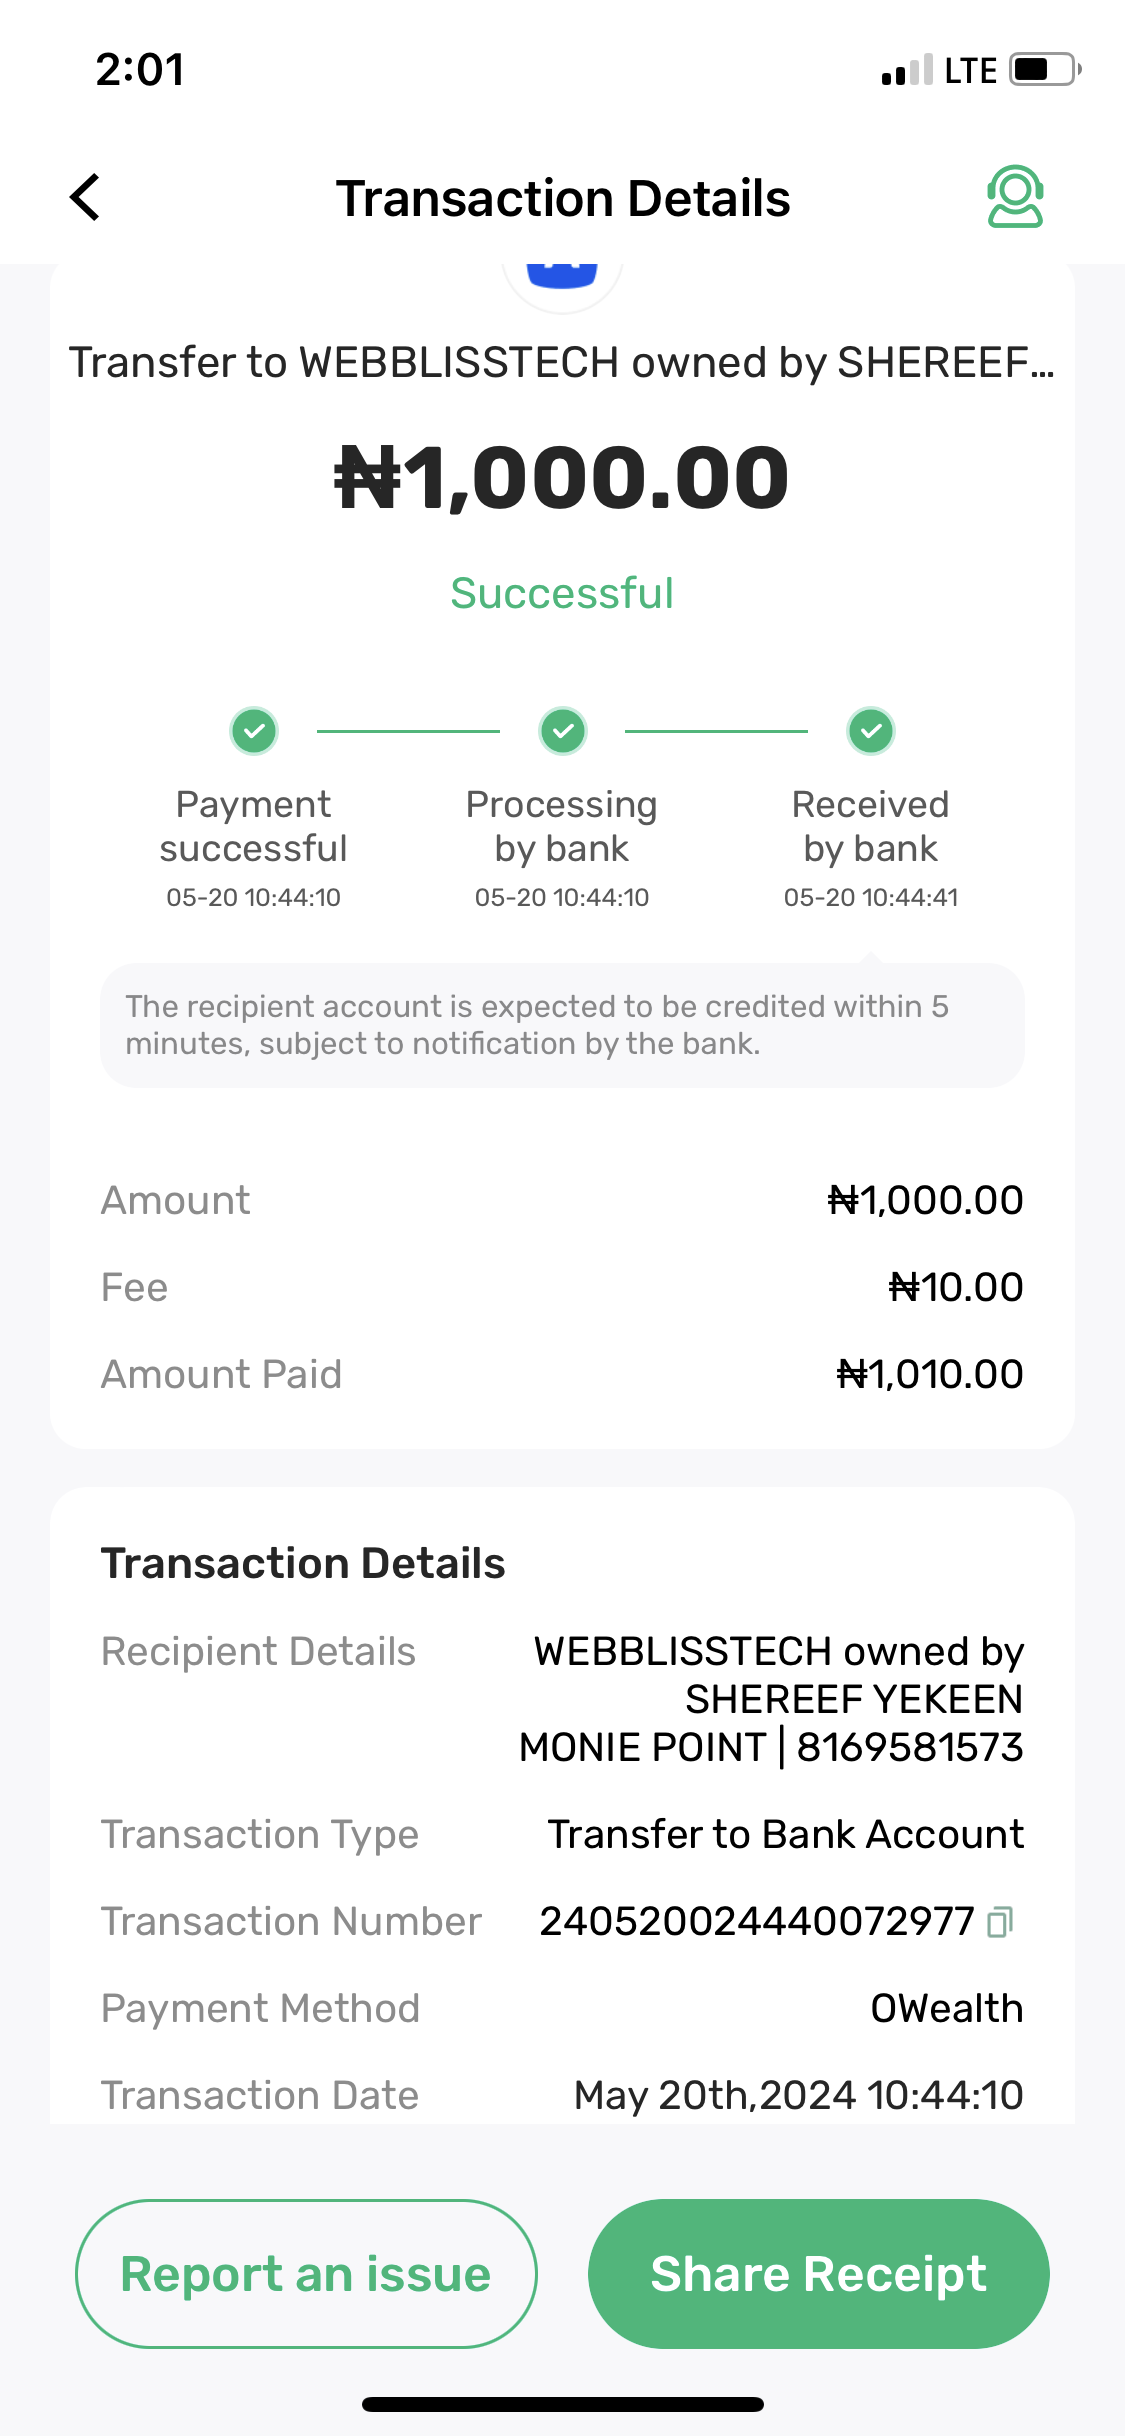 2:01 LTE
Transaction Details
Transfer to WEBBLISSTECH owned by SHEREEF...
₦1,000.00
Successful
Payment successful
05-20 10:44:10
Processing by bank
05-20 10:44:10
Received by bank
05-20 10:44:41
The recipient account is expected to be credited within 5
minutes, subject to notification by the bank.
Amount ₦1,000.00
Fee ₦10.00
Amount Paid ₦1,010.00
Transaction Details
Recipient Details WEBBLISSTECH owned by
SHEREEF YEKEEN
MONIE POINT | 8169581573
Transaction Type Transfer to Bank Account
Transaction Number 240520024440072977
Payment Method OWealth
Transaction Date May 20th,2024 10:44:10
Report an issue
Share Receipt